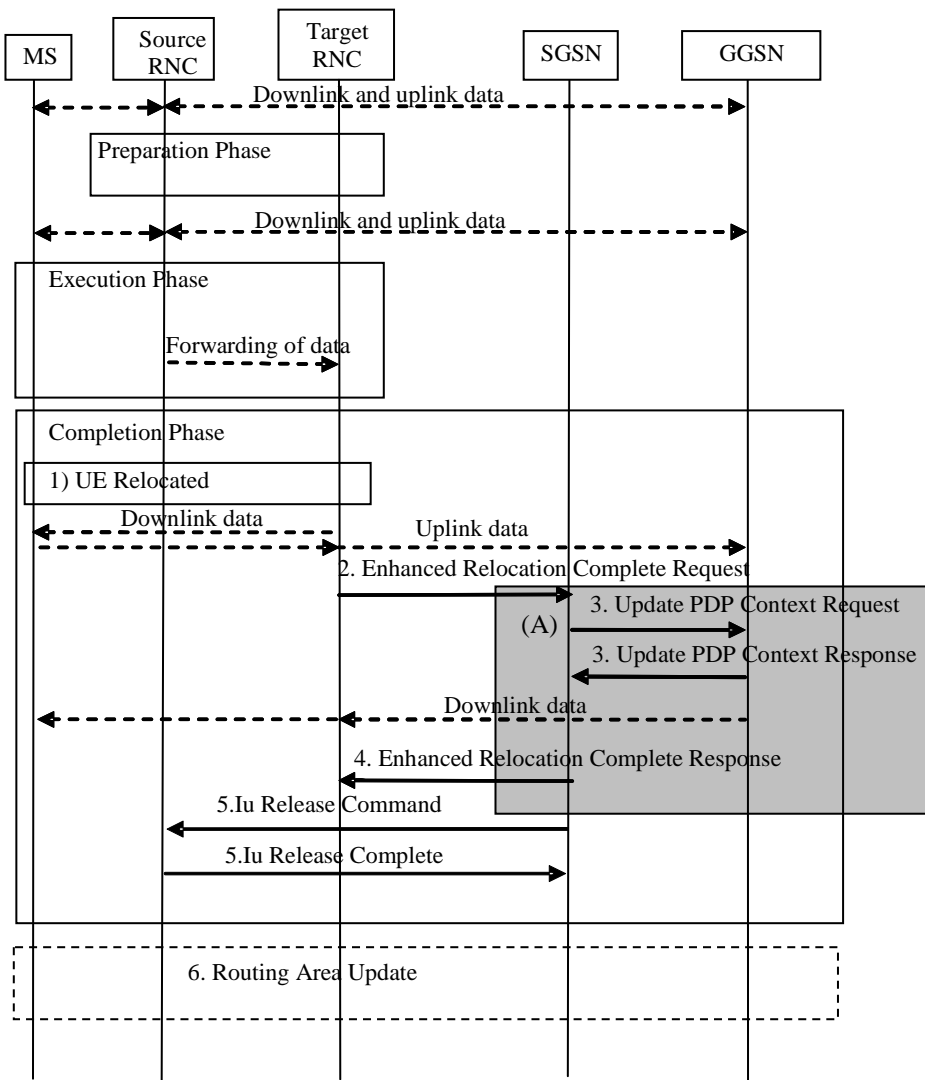 MS
Source
RNC
Target
RNC
SGSN
GGSN
Downlink and uplink data
Preparation Phase
Downlink and uplink data
Execution Phase
Forwarding of data
Completion Phase
1) UE Relocated
Downlink data
Uplink data
2. Enhanced Relocation Complete Request
(A)
3. Update PDP Context Request
3. Update PDP Context Response
Downlink data
4. Enhanced Relocation Complete Response
5.Iu Release Command
5.Iu Release Complete
6. Routing Area Update